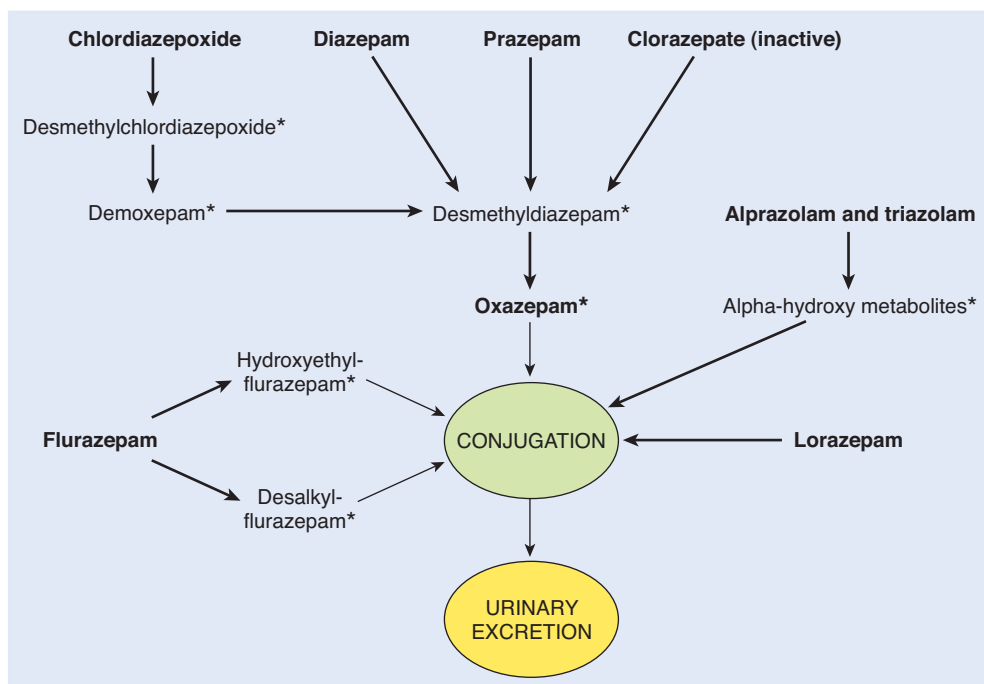 Chlordiazepoxide
Diazepam
Prazepam
Clorazepate (inactive)
Desmethylchlordiazepoxide*
Demoxepam*
Desmethyldiazepam*
Alprazolam and triazolam
Oxazepam*
Alpha-hydroxy metabolites*
Hydroxyethyl-
flurazepam*
Flurazepam
CONJUGATION
Lorazepam
Desalkyl-
flurazepam*
URINARY
EXCRETION